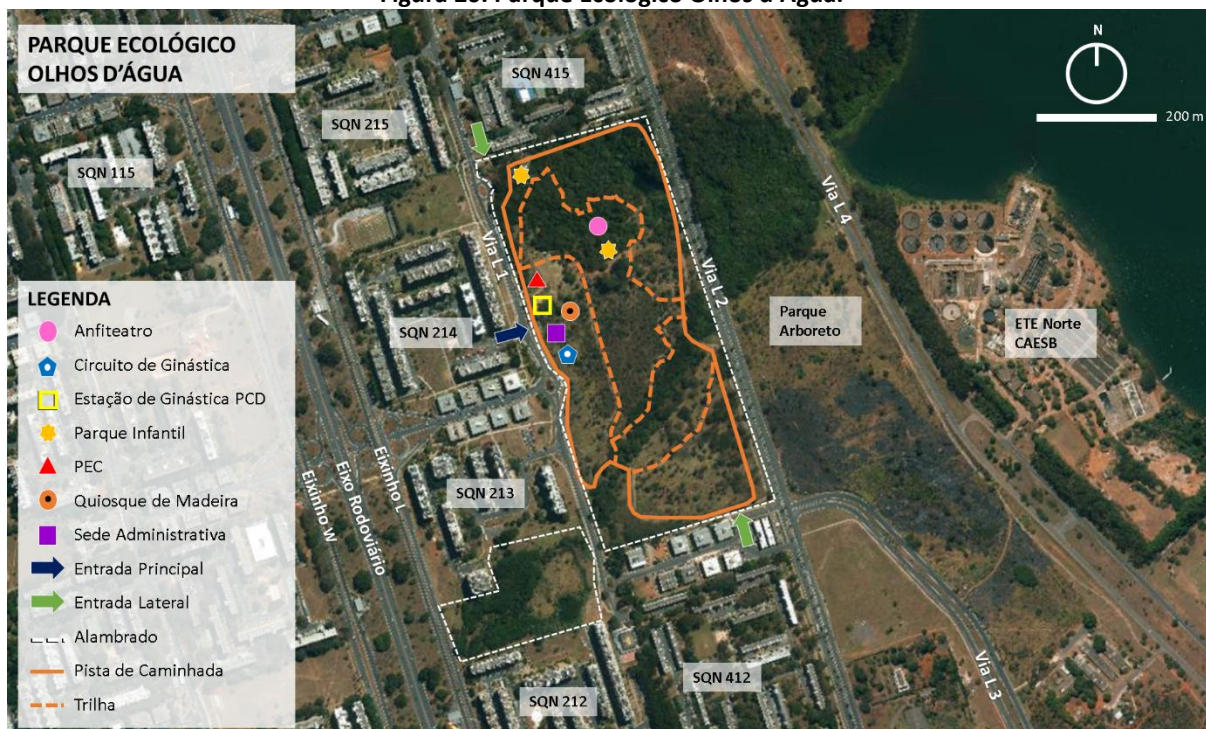 Figura 20. Parque Ecológico Olhos d'Água.
PARQUE ECOLÓGICO
OLHOS D'ÁGUA
N
200 m
SQN 415
SQN 215
SQN 115
Via L 4
Via L 1
Via L 2
LEGENDA
Anfiteatro
Circuito de Ginástica
Estação de Ginástica PCD
Parque Infantil
PEC
Quiosque de Madeira
Sede Administrativa
Entrada Principal
Entrada Lateral
Alambrado
Pista de Caminhada
Trilha
SQN 214
Parque
Arboreto
ETE Norte
CAESB
Eixinho W
Eixo Rodoviário
Eixinho L
SQN 213
SQN 212
SQN 412
Via L 3